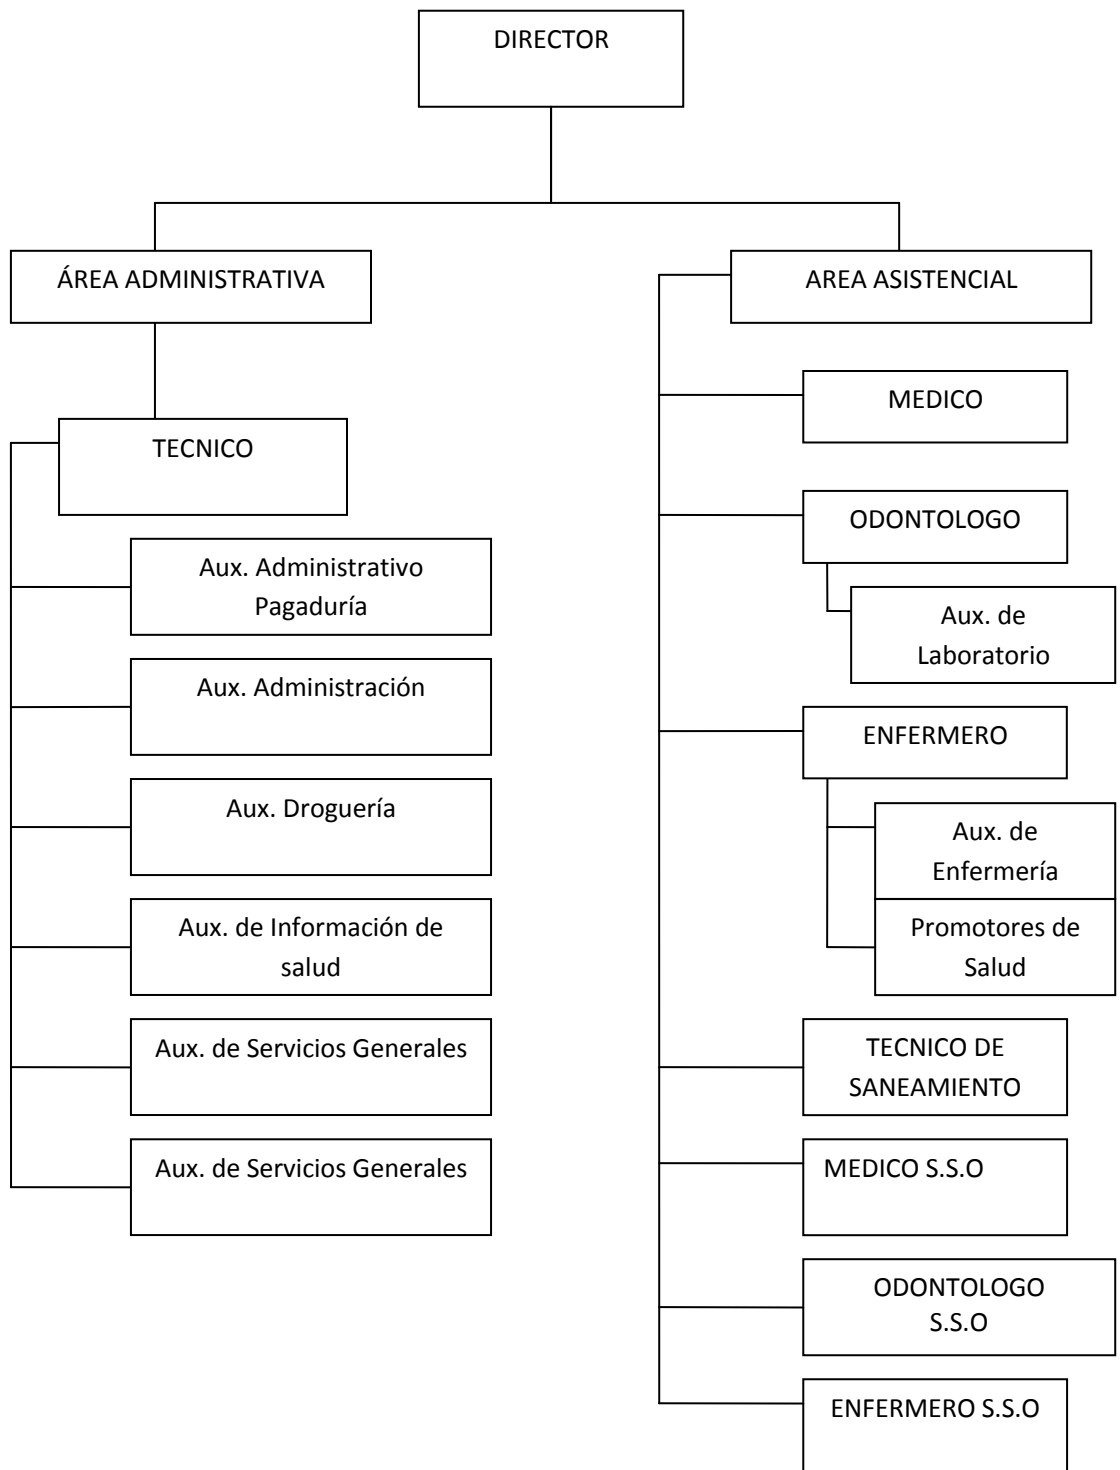 DIRECTOR
ÁREA ADMINISTRATIVA
TECNICO
Aux. Administrativo
Pagaduría
Aux. Administración
Aux. Droguería
Aux. de Información de
salud
Aux. de Servicios Generales
Aux. de Servicios Generales
AREA ASISTENCIAL
MEDICO
ODONTOLOGO
Aux. de
Laboratorio
ENFERMERO
Aux. de
Enfermería
Promotores de
Salud
TECNICO DE
SANEAMIENTO
MEDICO S.S.O
ODONTOLOGO
S.S.O
ENFERMERO S.S.O